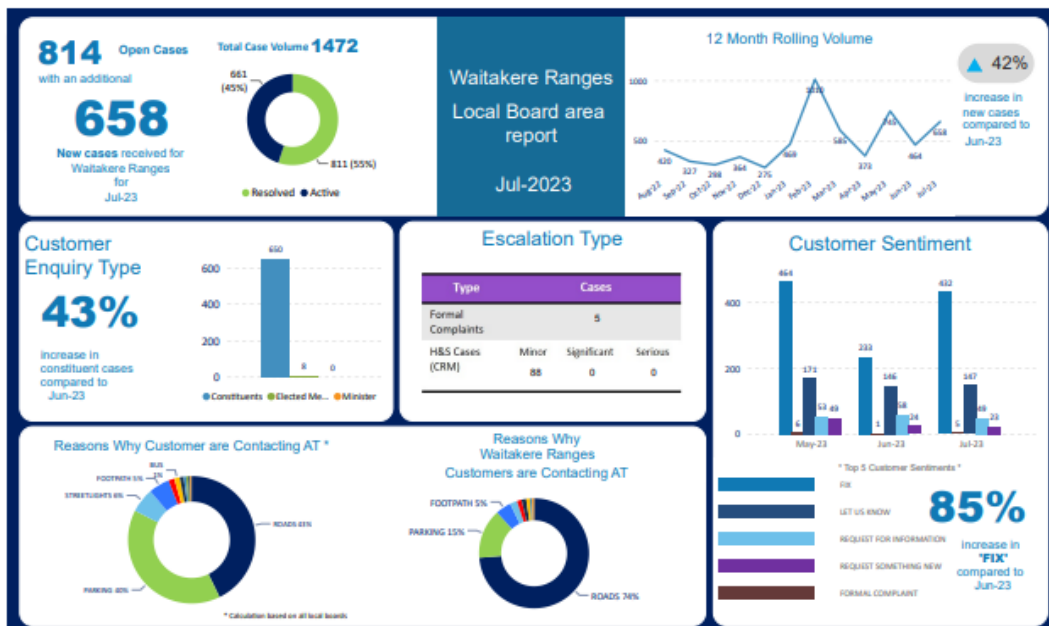 814 Open Cases
with an additional
658
New cases received for
Waitakere Ranges
for
Jul-23
Total Case Volume 1472
661
(45%)
811 (55%)
Resolved Active
Waitakere Ranges
Local Board area
report
Jul-2023
12 Month Rolling Volume
1000
500
420
327
298
364
275
469
1010
585
373
745
464
658
Aug-22
Sep-22
Oct-22
Nov-22
Dec-22
Jan-23
Feb-23
Mar-23
Apr-23
May-23
Jun-23
Jul-23
42%
increase in
new cases
compared to
Jun-23
Customer
Enquiry Type
43%
increase in
constituent cases
compared to
Jun-23
600
400
200
0
650
8
0
Constituents Elected Me... Minister
Escalation Type
Type Cases
Formal
Complaints
5
H&S Cases
(CRM)
Minor Significant Serious
88 0 0
Customer Sentiment
400
200
0
464
6
171
53
49
233
1
146
58
24
432
5
147
49
23
May-23 Jun-23 Jul-23
* Top 5 Customer Sentiments *
FIX
LET US KNOW
REQUEST FOR INFORMATION
REQUEST SOMETHING NEW
FORMAL COMPLAINT
85%
increase in
"FIX"
compared to
Jun-23
Reasons Why Customer are Contacting AT *
BUS
1%
FOOTPATH 5%
STREETLIGHTS 6%
ROADS 43%
PARKING 40%
* Calculation based on all local boards
Reasons Why
Waitakere Ranges
Customers are Contacting AT
FOOTPATH 5%
PARKING 15%
ROADS 74%